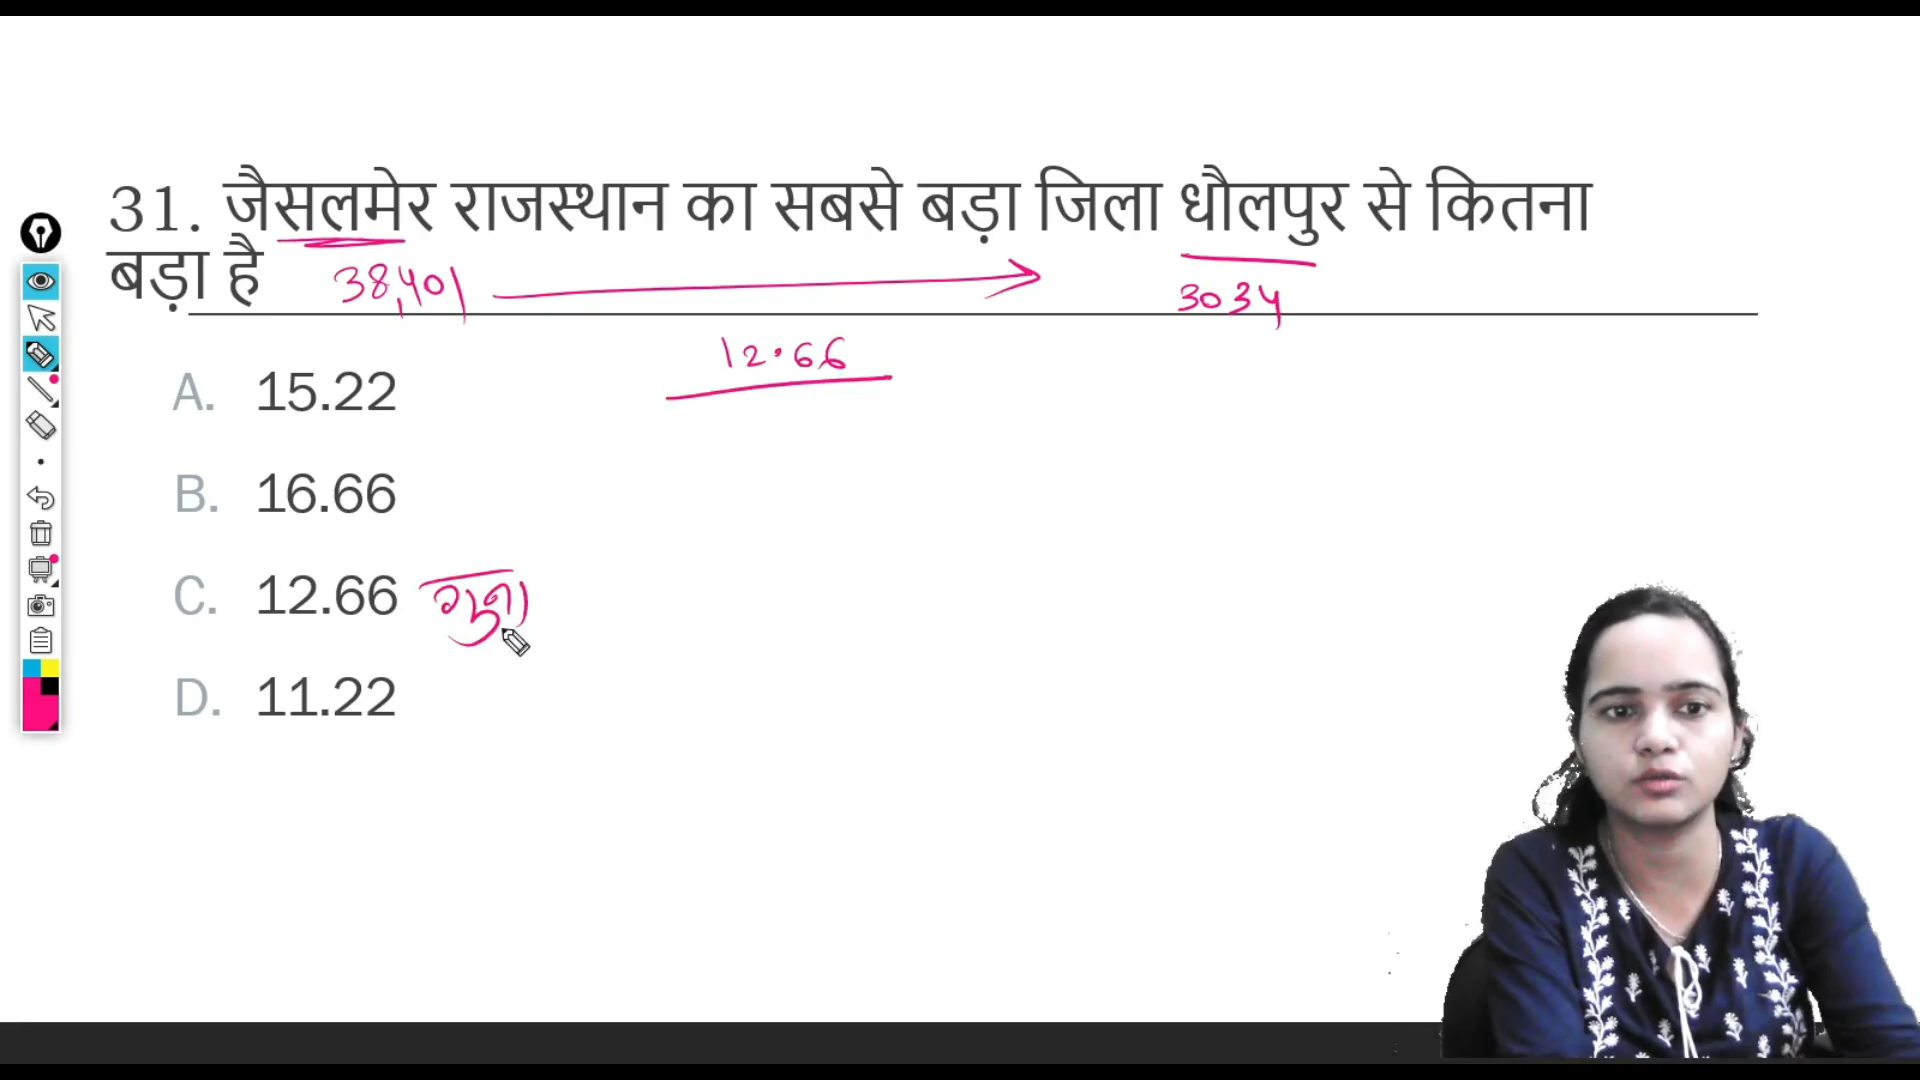 31. जैसलमेर राजस्थान का सबसे बड़ा जिला धौलपुर से कितना
बड़ा है
38,401
3034
12.66
A. 15.22
B. 16.66
C. 12.66 गुना
D. 11.22